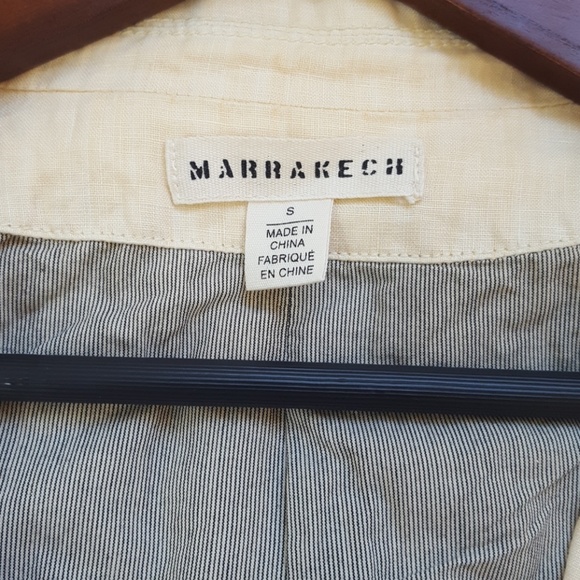 MARRAKECH
S
MADE IN
CHINA
FABRIQUÉ
EN CHINE